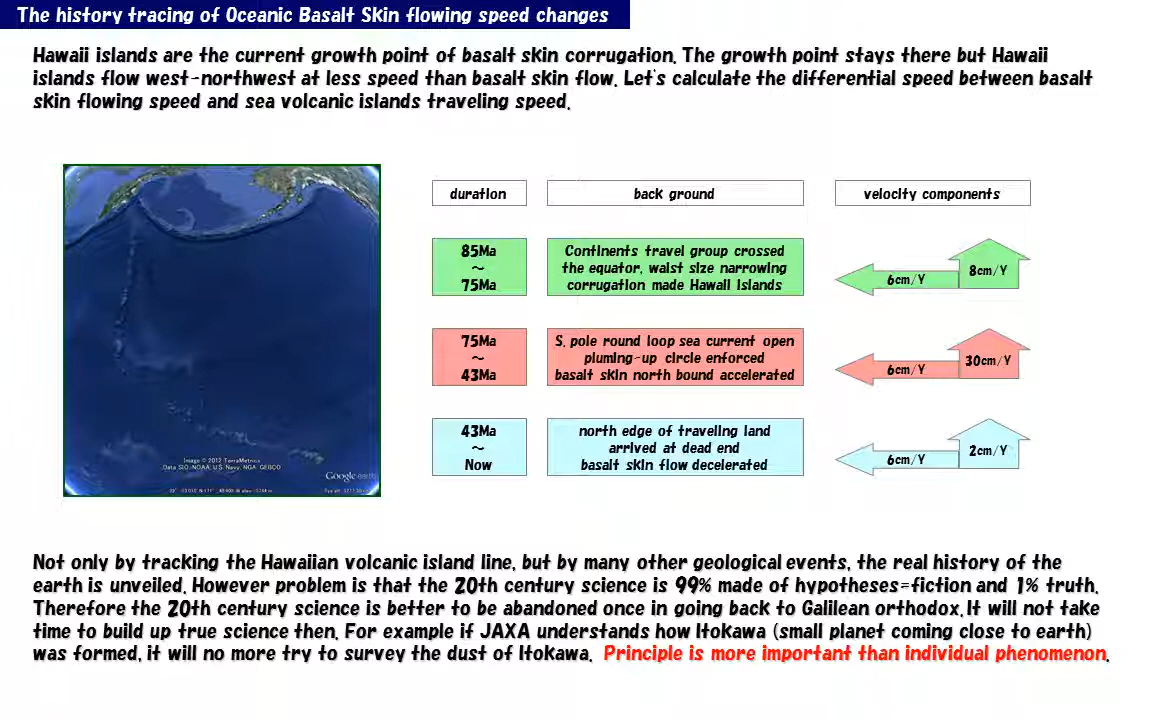 The history tracing of Oceanic Basalt Skin flowing speed changes
Hawaii islands are the current growth point of basalt skin corrugation. The growth point stays there but Hawaii
islands flow west-northwest at less speed than basalt skin flow. Let's calculate the differential speed between basalt
skin flowing speed and sea volcanic islands traveling speed.
duration
back ground
velocity components
85Ma
~
75Ma
Continents travel group crossed
the equator, waist size narrowing
corrugation made Hawaii islands
6cm/Y
8cm/Y
75Ma
~
43Ma
S. pole round loop sea current open
pluming-up circle enforced
basalt skin north bound accelerated
6cm/Y
30cm/Y
43Ma
~
Now
north edge of traveling land
arrived at dead end
basalt skin flow decelerated
6cm/Y
2cm/Y
Image © 2012 TerraMetrics
Data SIO, NOAA, U.S. Navy, NGA, GEBCO
Google earth
Not only by tracking the Hawaiian volcanic island line, but by many other geological events, the real history of the
earth is unveiled. However problem is that the 20th century science is 99% made of hypotheses=fiction and 1% truth.
Therefore the 20th century science is better to be abandoned once in going back to Galilean orthodox. It will not take
time to build up true science then. For example if JAXA understands how Itokawa (small planet coming close to earth)
was formed, it will no more try to survey the dust of Itokawa. Principle is more important than individual phenomenon.